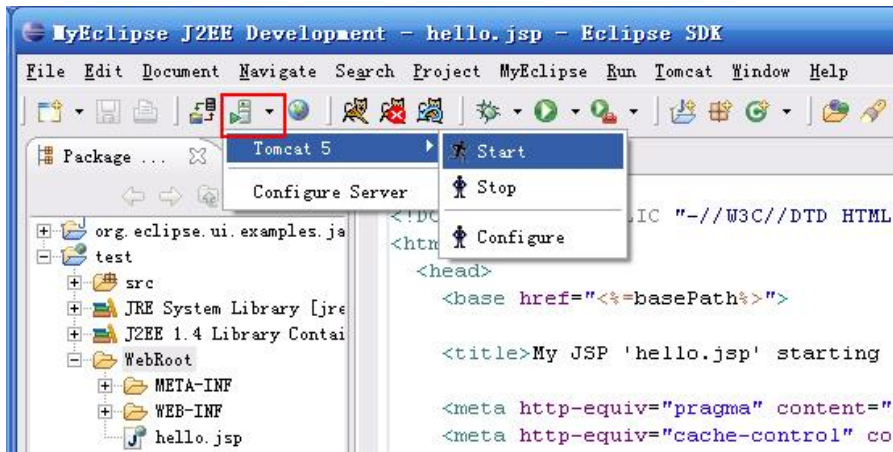 MyEclipse J2EE Development - hello.jsp - Eclipse SDK
File Edit Document Navigate Search Project MyEclipse Run Tomcat Window Help
Package ...
Tomcat 5
Configure Server
Start
Stop
Configure
org.eclipse.ui.examples.ja
test
src
JRE System Library [jre
J2EE 1.4 Library Contai
WebRoot
META-INF
WEB-INF
hello.jsp
"-//W3C//DTD HTML
<head>
<base href="<%=basePath%>">
<title>My JSP 'hello.jsp' starting
<meta http-equiv="pragma" content="
<meta http-equiv="cache-control" co